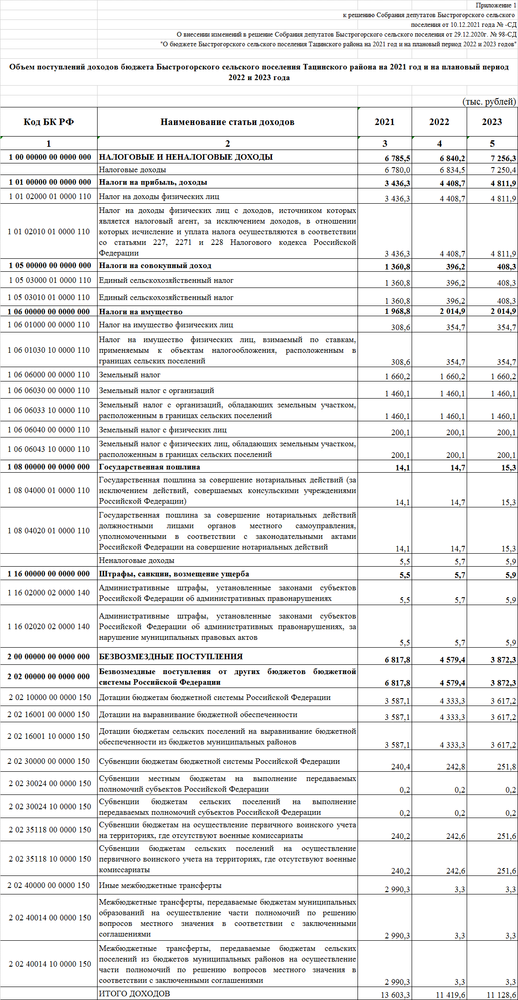 Приложение 1
к решению Собрания депутатов Быстрогорского сельского
поселения от 10.12.2021 года № -СД
О внесении изменений в решение Собрания депутатов Быстрогорского сельского поселения от 29.12.2020г. № 98-СД
"О бюджете Быстрогорского сельского поселения Тацинского района на 2021 год и на плановый период 2022 и 2023 годов"
Объем поступлений доходов бюджета Быстрогорского сельского поселения Тацинского района на 2021 год и на плановый период
2022 и 2023 года
(тыс. рублей)
Код БК РФ Наименование статьи доходов 2021 2022 2023
1 2 3 4 5
1 00 00000 00 0000 000 НАЛОГОВЫЕ И НЕНАЛОГОВЫЕ ДОХОДЫ 6 785,5 6 840,2 7 256,3
Налоговые доходы 6 780,0 6 834,5 7 250,4
1 01 00000 00 0000 000 Налоги на прибыль, доходы 3 436,3 4 408,7 4 811,9
1 01 02000 01 0000 110 Налог на доходы физических лиц 3 436,3 4 408,7 4 811,9
Налог на доходы физических лиц с доходов, источником которых
является налоговый агент, за исключением доходов, в отношении
1 01 02010 01 0000 110 которых исчисление и уплата налога осуществляются в соответствии
со статьями 227, 2271 и 228 Налогового кодекса Российской
Федерации 3 436,3 4 408,7 4 811,9
1 05 00000 00 0000 000 Налоги на совокупный доход 1 360,8 396,2 408,3
1 05 03000 01 0000 110 Единый сельскохозяйственный налог 1 360,8 396,2 408,3
1 05 03010 01 0000 110 Единый сельскохозяйственный налог 1 360,8 396,2 408,3
1 06 00000 00 0000 000 Налоги на имущество 1 968,8 2 014,9 2 014,9
1 06 01000 00 0000 110 Налог на имущество физических лиц 308,6 354,7 354,7
Налог на имущество физических лиц, взимаемый по ставкам,
1 06 01030 10 0000 110 применяемым к объектам налогообложения, расположенным в
границах сельских поселений 308,6 354,7 354,7
1 06 06000 00 0000 110 Земельный налог 1 660,2 1 660,2 1 660,2
1 06 06030 00 0000 110 Земельный налог с организаций 1 460,1 1 460,1 1 460,1
1 06 06033 10 0000 110 Земельный налог с организаций, обладающих земельным участком,
расположенным в границах сельских поселений 1 460,1 1 460,1 1 460,1
1 06 06040 00 0000 110 Земельный налог с физических лиц 200,1 200,1 200,1
1 06 06043 10 0000 110 Земельный налог с физических лиц, обладающих земельным участком,
расположенным в границах сельских поселений 200,1 200,1 200,1
1 08 00000 00 0000 000 Государственная пошлина 14,1 14,7 15,3
Государственная пошлина за совершение нотариальных действий (за
1 08 04000 01 0000 110 исключением действий, совершаемых консульскими учреждениями
Российской Федерации) 14,1 14,7 15,3
Государственная пошлина за совершение нотариальных действий
должностными лицами органов местного самоуправления,
1 08 04020 01 0000 110 уполномоченными в соответствии с законодательными актами
Российской Федерации на совершение нотариальных действий 14,1 14,7 15,3
Неналоговые доходы 5,5 5,7 5,9
1 16 00000 00 0000 000 Штрафы, санкции, возмещение ущерба 5,5 5,7 5,9
1 16 02000 02 0000 140 Административные штрафы, установленные законами субъектов
Российской Федерации об административных правонарушениях 5,5 5,7 5,9
Административные штрафы, установленные законами субъектов
1 16 02020 02 0000 140 Российской Федерации об административных правонарушениях, за
нарушение муниципальных правовых актов 5,5 5,7 5,9
2 00 00000 00 0000 000 БЕЗВОЗМЕЗДНЫЕ ПОСТУПЛЕНИЯ 6 817,8 4 579,4 3 872,3
2 02 00000 00 0000 000 Безвозмездные поступления от других бюджетов бюджетной
системы Российской Федерации 6 817,8 4 579,4 3 872,3
2 02 10000 00 0000 150 Дотации бюджетам бюджетной системы Российской Федерации 3 587,1 4 333,3 3 617,2
2 02 16001 00 0000 150 Дотации на выравнивание бюджетной обеспеченности 3 587,1 4 333,3 3 617,2
2 02 16001 10 0000 150 Дотации бюджетам сельских поселений на выравнивание бюджетной
обеспеченности из бюджетов муниципальных районов 3 587,1 4 333,3 3 617,2
2 02 30000 00 0000 150 Субвенции бюджетам бюджетной системы Российской Федерации 240,4 242,8 251,8
2 02 30024 00 0000 150 Субвенции местным бюджетам на выполнение передаваемых
полномочий субъектов Российской Федерации 0,2 0,2 0,2
2 02 30024 10 0000 150 Субвенции бюджетам сельских поселений на выполнение
передаваемых полномочий субъектов Российской Федерации 0,2 0,2 0,2
2 02 35118 00 0000 150 Субвенции бюджетам на осуществление первичного воинского учета
на территориях, где отсутствуют военные комиссариаты 240,2 242,6 251,6
Субвенции бюджетам сельских поселений на осуществление
2 02 35118 10 0000 150 первичного воинского учета на территориях, где отсутствуют военные
комиссариаты 240,2 242,6 251,6
2 02 40000 00 0000 150 Иные межбюджетные трансферты 2 990,3 3,3 3,3
Межбюджетные трансферты, передаваемые бюджетам муниципальных
2 02 40014 00 0000 150 образований на осуществление части полномочий по решению
вопросов местного значения в соответствии с заключенными
соглашениями 2 990,3 3,3 3,3
Межбюджетные трансферты, передаваемые бюджетам сельских
2 02 40014 10 0000 150 поселений из бюджетов муниципальных районов на осуществление
части полномочий по решению вопросов местного значения в
соответствии с заключенными соглашениями 2 990,3 3,3 3,3
ИТОГО ДОХОДОВ 13 603,3 11 419,6 11 128,6